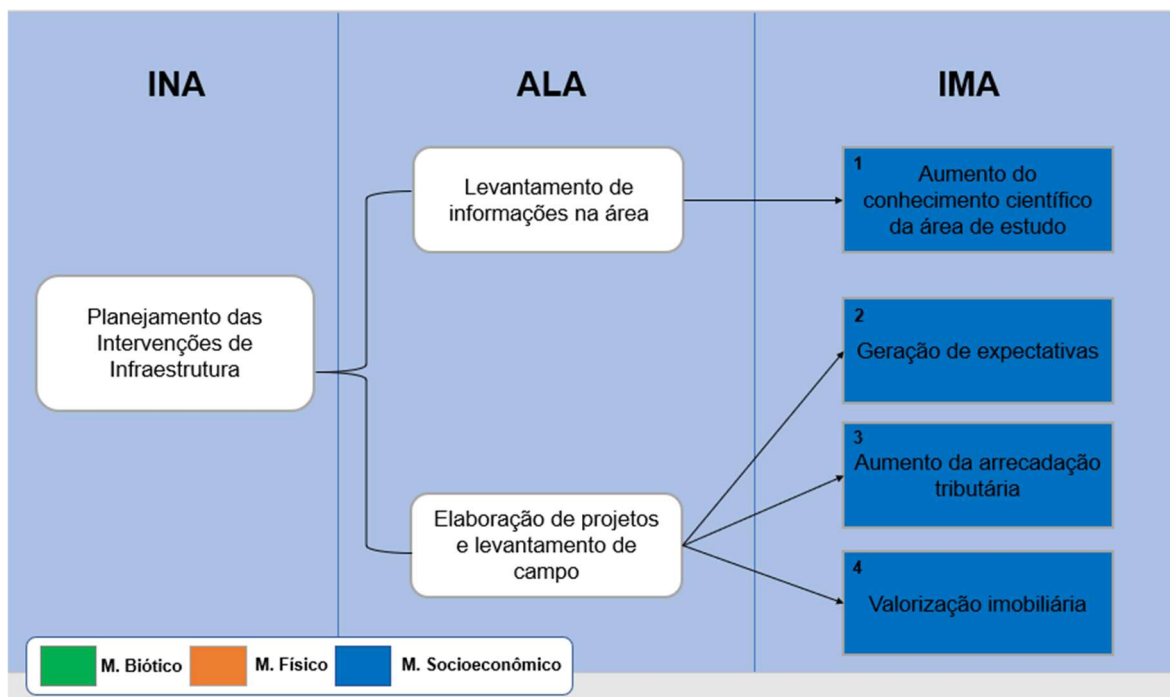 INA
ALA
IMA
Planejamento das
Intervenções de
Infraestrutura
Levantamento de
informações na área
Elaboração de projetos
e levantamento de
campo
1
Aumento do
conhecimento científico
da área de estudo
2
Geração de expectativas
3
Aumento da arrecadação
tributária
4
Valorização imobiliária
M. Biótico
M. Físico
M. Socioeconômico